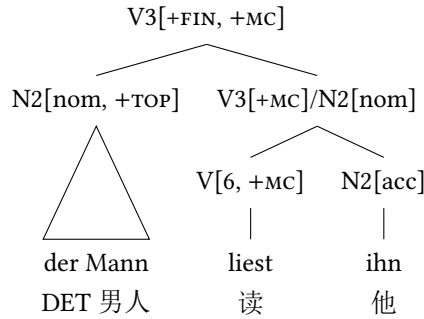 V3[+FIN, +MC]
N2[nom, +TOP] V3[+MC]/N2[nom]
V[6, +MC] N2[acc]
der Mann liest ihn
DET 男人 读 他